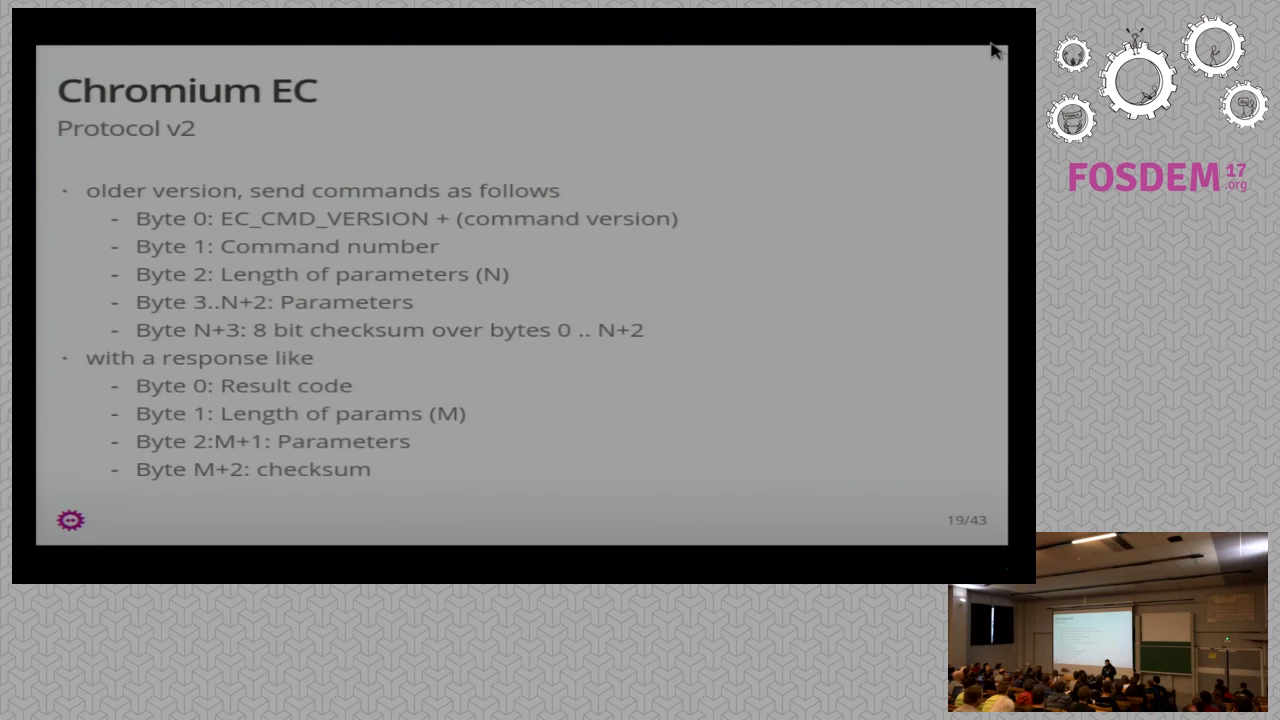 Chromium EC
Protocol v2
· older version, send commands as follows
- Byte 0: EC_CMD_VERSION + (command version)
- Byte 1: Command number
- Byte 2: Length of parameters (N)
- Byte 3..N+2: Parameters
- Byte N+3: 8 bit checksum over bytes 0 .. N+2
· with a response like
- Byte 0: Result code
- Byte 1: Length of params (M)
- Byte 2:M+1: Parameters
- Byte M+2: checksum
19/43
FOSDEM 17
.org